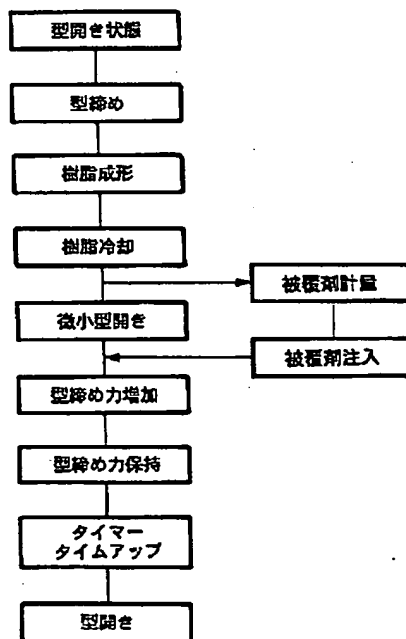 型開き状態
型締め
樹脂成形
樹脂冷却
被覆剤計量
微小型開き
被覆剤注入
型締め力増加
型締め力保持
タイマー
タイムアップ
型開き